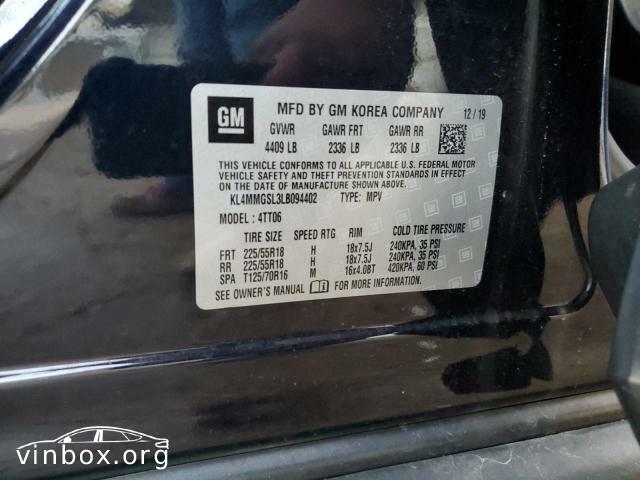 GM
MFD BY GM KOREA COMPANY 12 / 19
GVWR GAWR FRT GAWR RR
4409 LB 2336 LB 2336 LB
THIS VEHICLE CONFORMS TO ALL APPLICABLE U.S. FEDERAL MOTOR
VEHICLE SAFETY AND THEFT PREVENTION STANDARDS IN EFFECT
ON THE DATE OF MANUFACTURE SHOWN ABOVE.
KL4MMGSL3LB094402 TYPE: MPV
MODEL: 4TT06
TIRE SIZE SPEED RTG RIM COLD TIRE PRESSURE
FRT 225/55R18 H 18x7.5J 240KPA, 35 PSI
RR 225/55R18 H 18x7.5J 240KPA, 35 PSI
SPA T125/70R16 M 16x4.0BT 420KPA, 60 PSI
SEE OWNER'S MANUAL FOR MORE INFORMATION.
vinbox.org